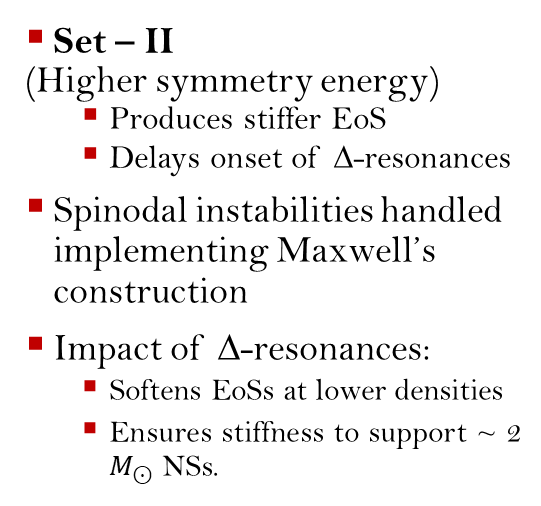 ▪ Set – II
(Higher symmetry energy)
▪ Produces stiffer EoS
▪ Delays onset of Δ-resonances
▪ Spinodal instabilities handled
implementing Maxwell’s
construction
▪ Impact of Δ-resonances:
▪ Softens EoSs at lower densities
▪ Ensures stiffness to support ~ 2
M☉ NSs.